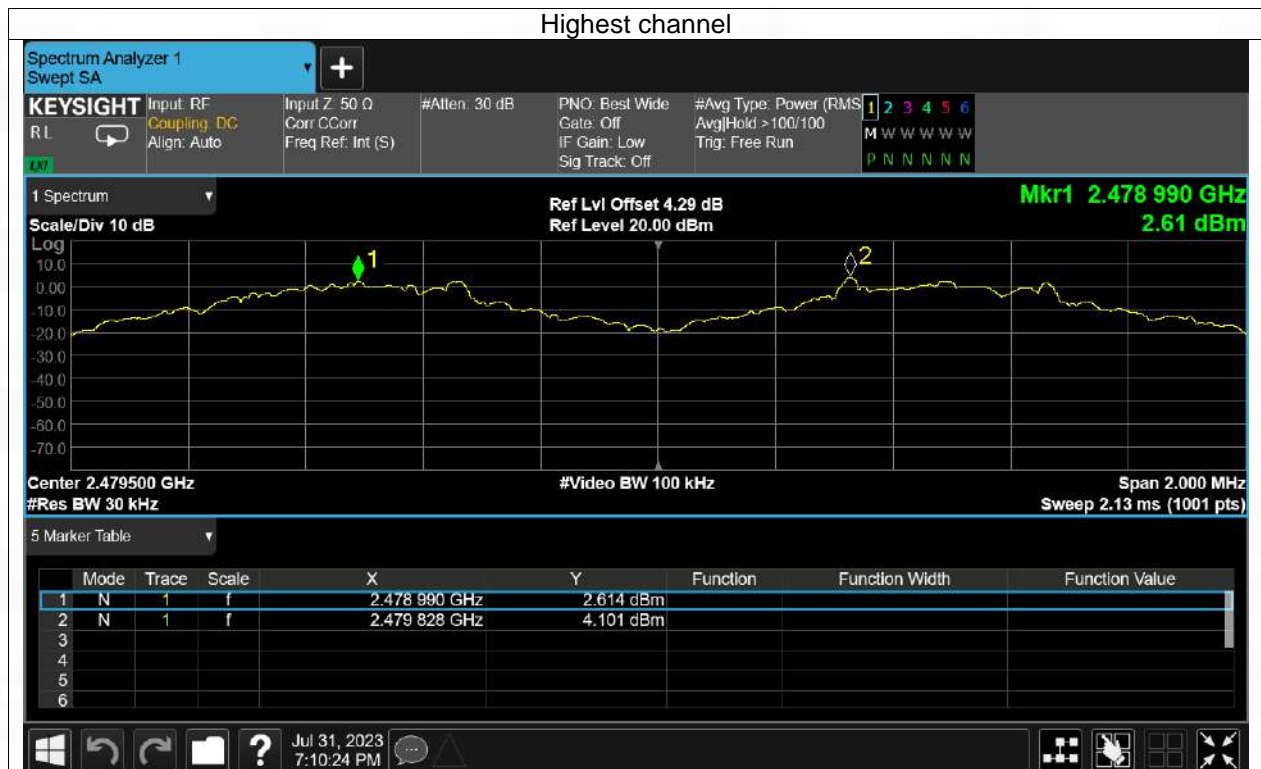 Highest channel
Spectrum Analyzer 1
Swept SA
+
KEYSIGHT Input: RF Input Z: 50 Ω #Atten: 30 dB PNO: Best Wide #Avg Type: Power (RMS 1 2 3 4 5 6
RL Coupling: DC Corr CCorr Gate: Off Avg|Hold:>100/100 M W W W W W
Align: Auto Freq Ref: Int (S) IF Gain: Low Trig: Free Run
LXI Sig Track: Off P N N N N N
1 Spectrum Ref Lvl Offset 4.29 dB Mkr1 2.478 990 GHz
Scale/Div 10 dB Ref Level 20.00 dBm 2.61 dBm
Log
10.0 1 2
0.00
-10.0
-20.0
-30.0
-40.0
-50.0
-60.0
-70.0
Center 2.479500 GHz #Video BW 100 kHz Span 2.000 MHz
#Res BW 30 kHz Sweep 2.13 ms (1001 pts)
5 Marker Table
Mode Trace Scale X Y Function Function Width Function Value
1 N 1 f 2.478 990 GHz 2.614 dBm
2 N 1 f 2.479 828 GHz 4.101 dBm
3
4
5
6
? Jul 31, 2023
7:10:24 PM